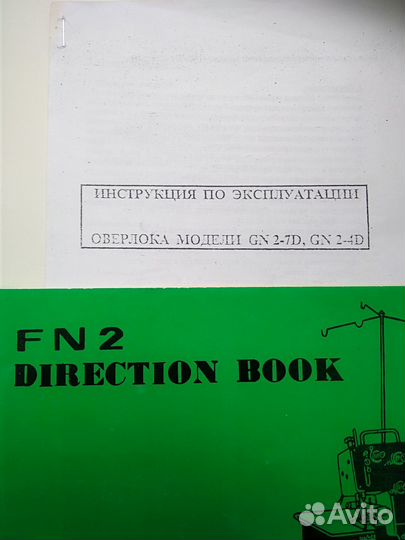 ИНСТРУКЦИЯ ПО ЭКСПЛУАТАЦИИ
ОВЕРЛОКА МОДЕЛИ GN 2-7D, GN 2-4D
FN2
DIRECTION BOOK
Avito